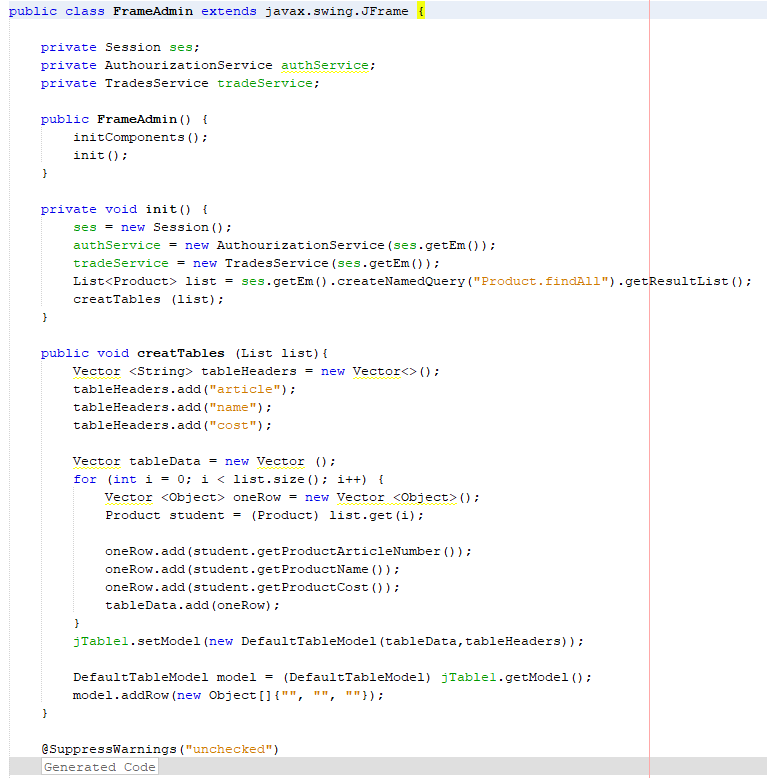 public class FrameAdmin extends javax.swing.JFrame {
private Session ses;
private AuthourizationService authService;
private TradesService tradeService;
public FrameAdmin() {
initComponents();
init();
}
private void init() {
ses = new Session();
authService = new AuthourizationService(ses.getEm());
tradeService = new TradesService(ses.getEm());
List<Product> list = ses.getEm().createNamedQuery("Product.findAll").getResultList();
creatTables (list);
}
public void creatTables (List list){
Vector <String> tableHeaders = new Vector<>();
tableHeaders.add("article");
tableHeaders.add("name");
tableHeaders.add("cost");
Vector tableData = new Vector ();
for (int i = 0; i < list.size(); i++) {
Vector <Object> oneRow = new Vector <Object>();
Product student = (Product) list.get(i);
oneRow.add(student.getProductArticleNumber());
oneRow.add(student.getProductName());
oneRow.add(student.getProductCost());
tableData.add(oneRow);
}
jTable1.setModel(new DefaultTableModel(tableData,tableHeaders));
DefaultTableModel model = (DefaultTableModel) jTable1.getModel();
model.addRow(new Object[]{"", "", ""});
}
@SuppressWarnings("unchecked")
Generated Code